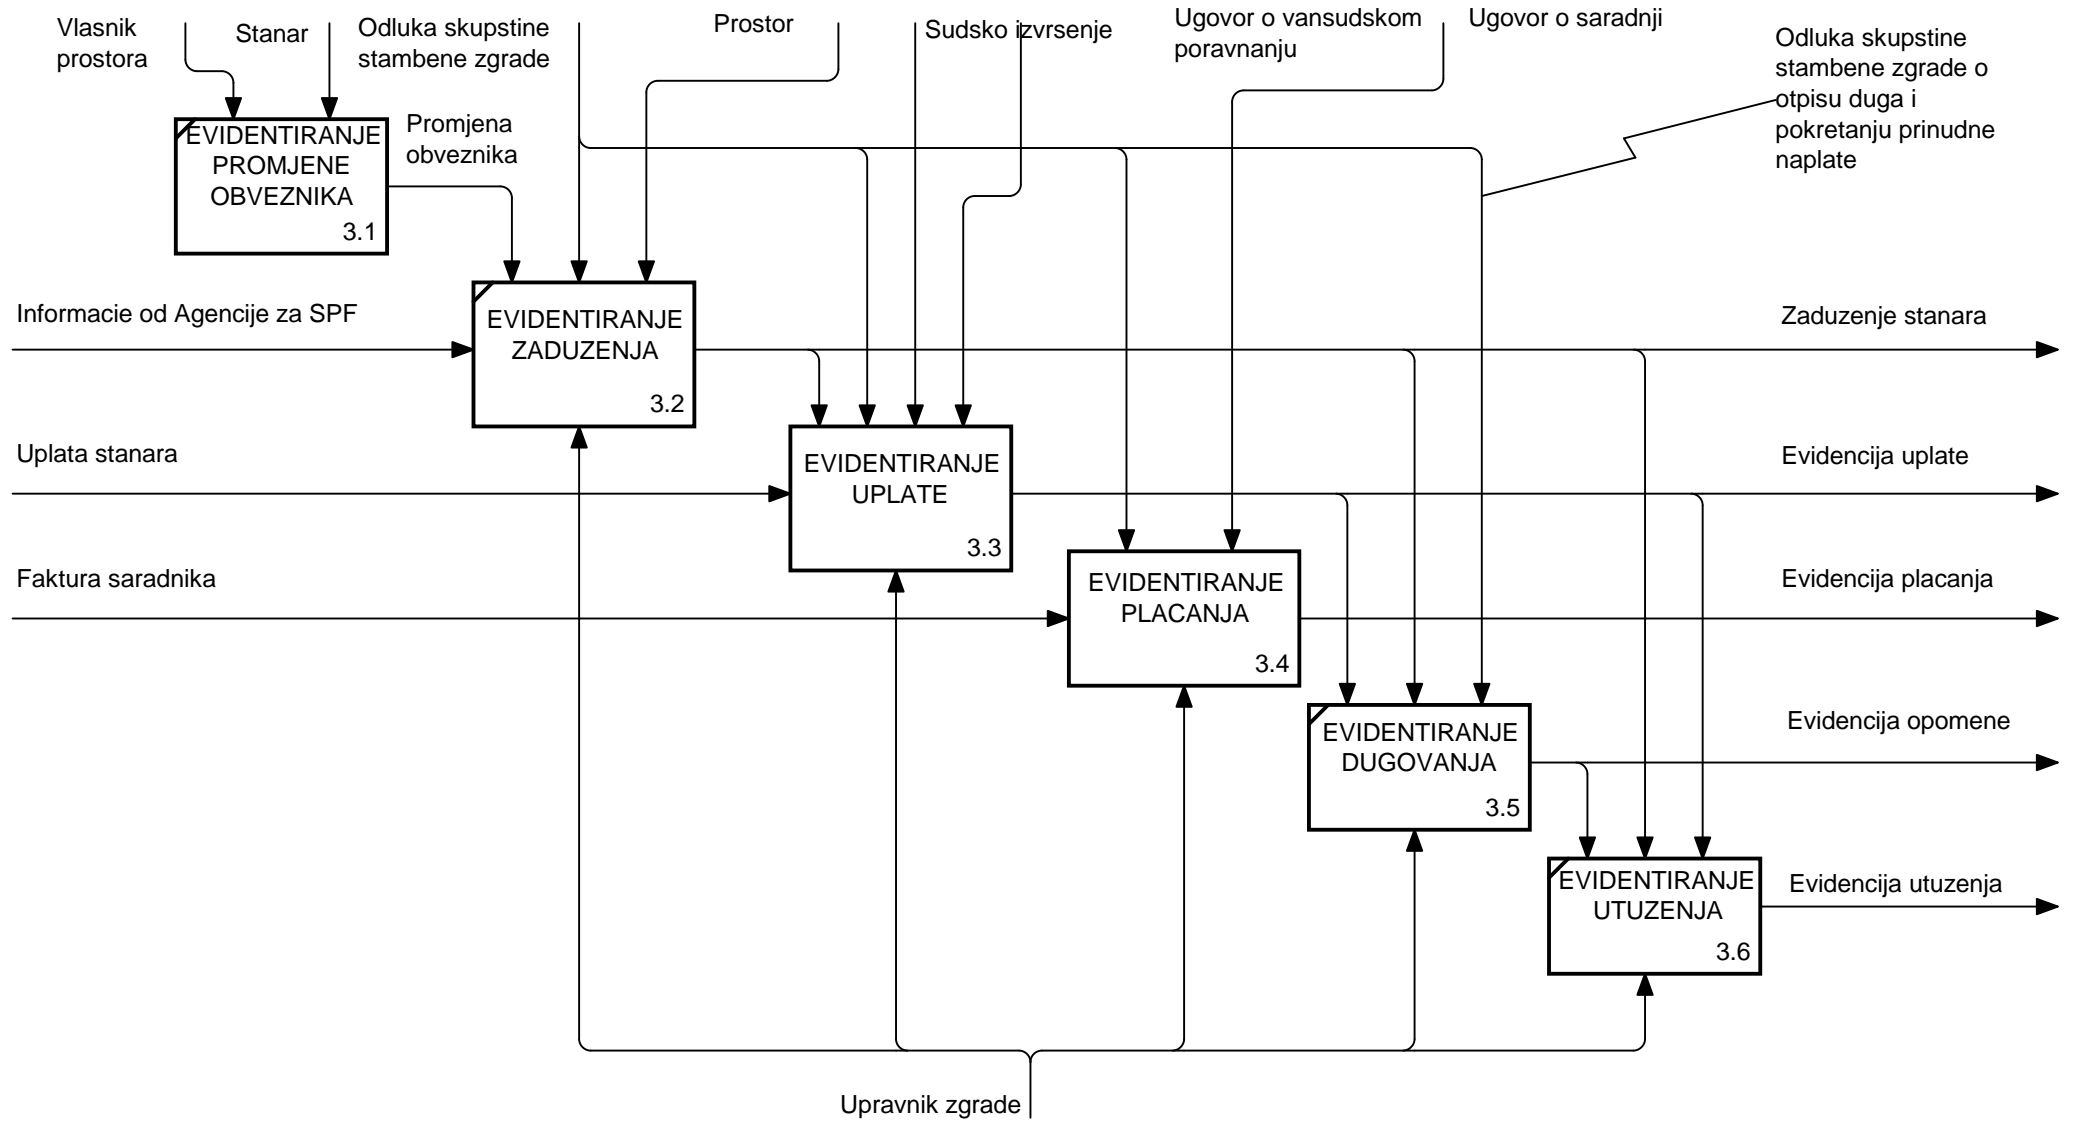 Vlasnik
prostora
Stanar
Odluka skupstine
stambene zgrade
Prostor
Sudsko izvrsenje
Ugovor o vansudskom
poravnanju
Ugovor o saradnji
Odluka skupstine
stambene zgrade o
otpisu duga i
pokretanju prinudne
naplate
EVIDENTIRANJE
PROMJENE
OBVEZNIKA
3.1
Promjena
obveznika
Informacie od Agencije za SPF
EVIDENTIRANJE
ZADUZENJA
3.2
Zaduzenje stanara
Uplata stanara
EVIDENTIRANJE
UPLATE
3.3
Evidencija uplate
Faktura saradnika
EVIDENTIRANJE
PLACANJA
3.4
Evidencija placanja
EVIDENTIRANJE
DUGOVANJA
3.5
Evidencija opomene
EVIDENTIRANJE
UTUZENJA
3.6
Evidencija utuzenja
Upravnik zgrade